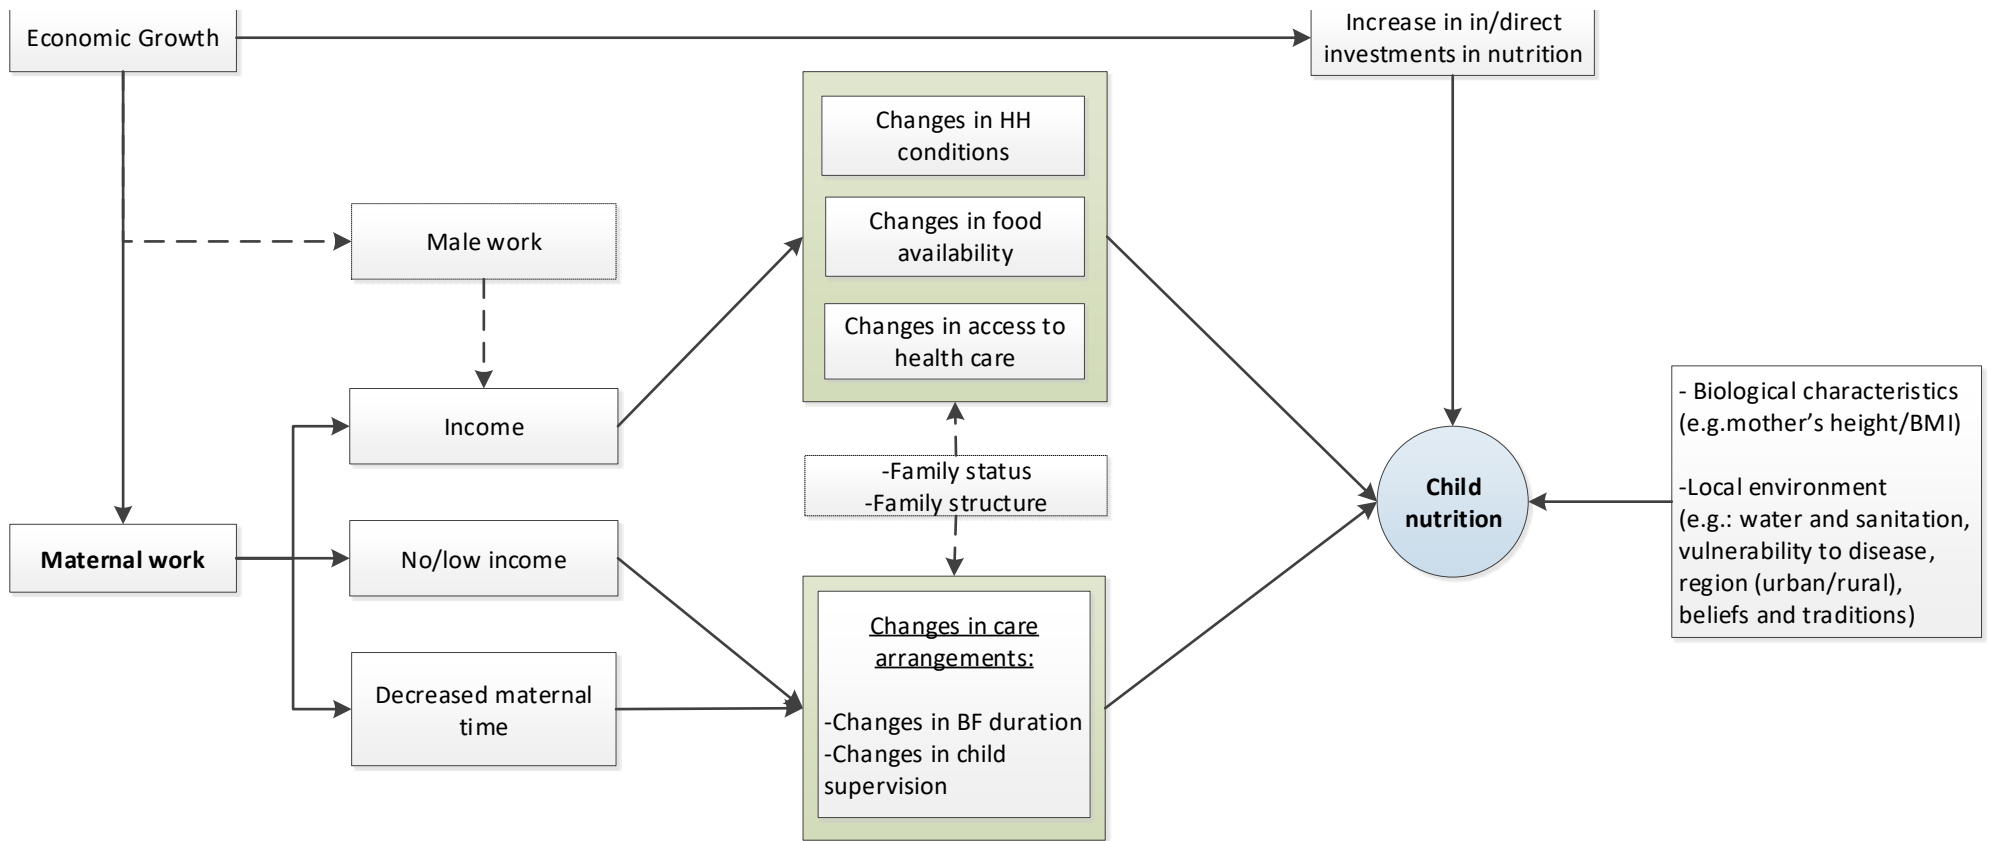 Economic Growth
Increase in in/direct
investments in nutrition
Changes in HH
conditions
Changes in food
availability
Changes in access to
health care
Male work
Income
-Family status
-Family structure
Maternal work
No/low income
Decreased maternal
time
Changes in care
arrangements:
-Changes in BF duration
-Changes in child
supervision
Child
nutrition
- Biological characteristics
(e.g.mother’s height/BMI)
-Local environment
(e.g.: water and sanitation,
vulnerability to disease,
region (urban/rural),
beliefs and traditions)